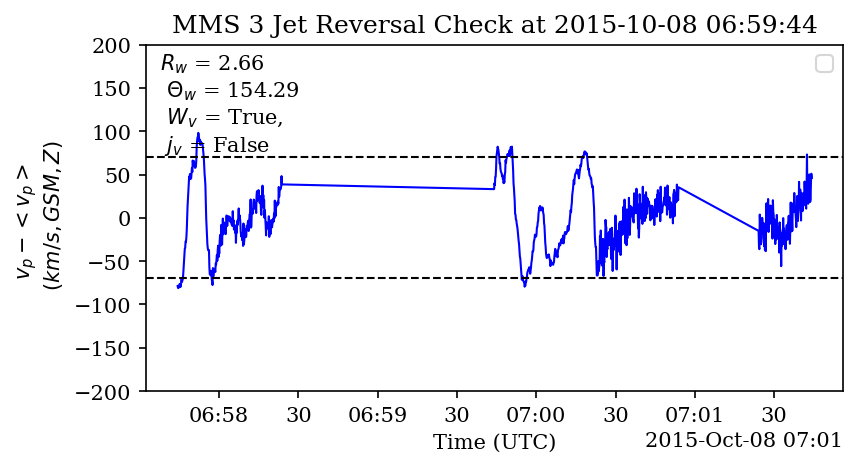 MMS 3 Jet Reversal Check at 2015-10-08 06:59:44
R_w = 2.66
Θ_w = 154.29
W_v = True,
j_v = False
v_p − < v_p >
(km/s, GSM, Z)
200
150
100
50
0
−50
−100
−150
−200
06:58 30 06:59 30 07:00 30 07:01 30
Time (UTC)
2015-Oct-08 07:01